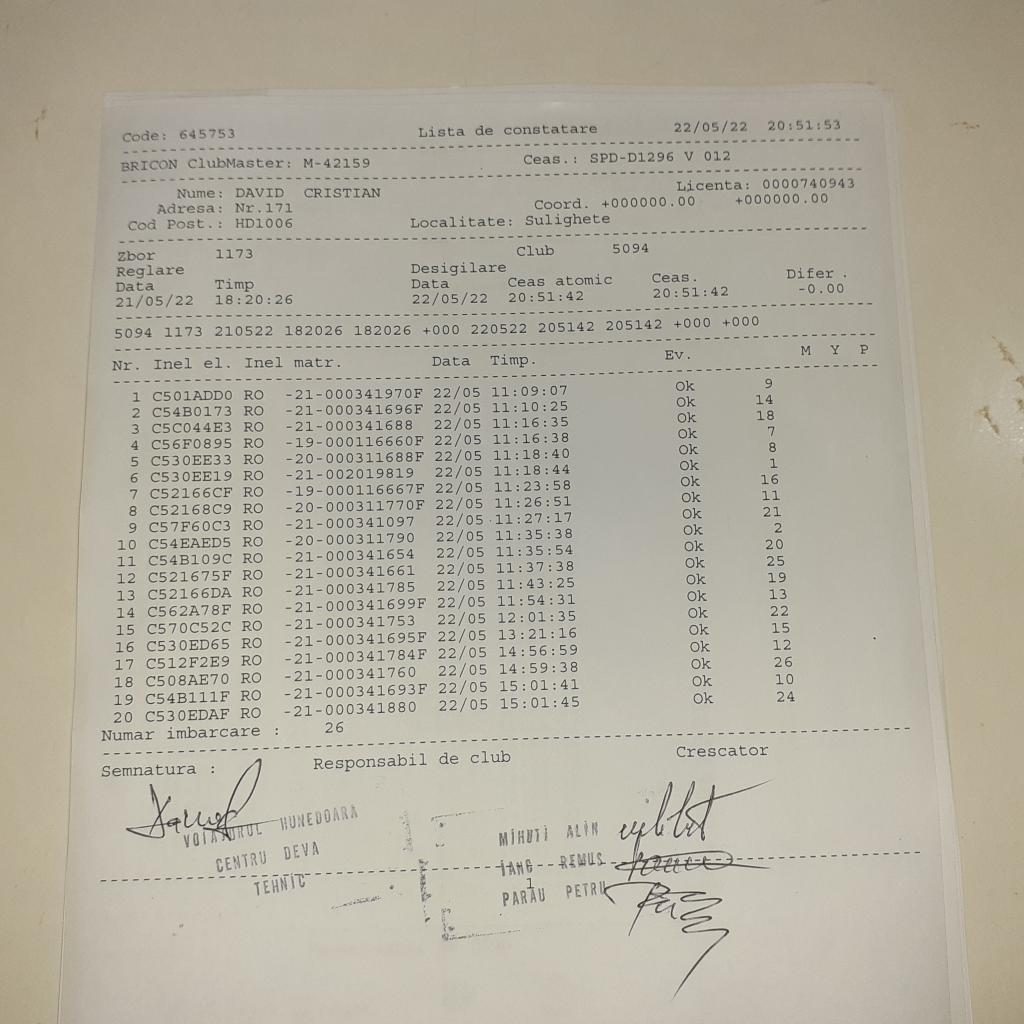 Code: 645753 Lista de constatare 22/05/22 20:51:53
BRICON ClubMaster: M-42159 Ceas.: SPD-D1296 V 012
Nume: DAVID CRISTIAN Licenta: 0000740943
Adresa: Nr.171 Coord. +000000.00 +000000.00
Cod Post.: HD1006 Localitate: Sulighete
Zbor 1173 Club 5094
Reglare Desigilare
Data Timp Data Ceas atomic Ceas. Difer .
21/05/22 18:20:26 22/05/22 20:51:42 20:51:42 -0.00
5094 1173 210522 182026 182026 +000 220522 205142 205142 +000 +000
Nr. Inel el. Inel matr. Data Timp. Ev. M Y P
1 C501ADD0 RO -21-000341970F 22/05 11:09:07 Ok 9
2 C54B0173 RO -21-000341696F 22/05 11:10:25 Ok 14
3 C5C044E3 RO -21-000341688 22/05 11:16:35 Ok 18
4 C56F0895 RO -19-000116660F 22/05 11:16:38 Ok 7
5 C530EE33 RO -20-000311688F 22/05 11:18:40 Ok 8
6 C530EE19 RO -21-002019819 22/05 11:18:44 Ok 1
7 C52166CF RO -19-000116667F 22/05 11:23:58 Ok 16
8 C52168C9 RO -20-000311770F 22/05 11:26:51 Ok 11
9 C57F60C3 RO -21-000341097 22/05 11:27:17 Ok 21
10 C54EAED5 RO -20-000311790 22/05 11:35:38 Ok 2
11 C54B109C RO -21-000341654 22/05 11:35:54 Ok 20
12 C521675F RO -21-000341661 22/05 11:37:38 Ok 25
13 C52166DA RO -21-000341785 22/05 11:43:25 Ok 19
14 C562A78F RO -21-000341699F 22/05 11:54:31 Ok 13
15 C570C52C RO -21-000341753 22/05 12:01:35 Ok 22
16 C530ED65 RO -21-000341695F 22/05 13:21:16 Ok 15
17 C512F2E9 RO -21-000341784F 22/05 14:56:59 Ok 12
18 C508AE70 RO -21-000341760 22/05 14:59:38 Ok 26
19 C54B111F RO -21-000341693F 22/05 15:01:41 Ok 10
20 C530EDAF RO -21-000341880 22/05 15:01:45 Ok 24
Numar imbarcare : 26
Semnatura : Responsabil de club Crescator
VOIAJORUL HUNEDOARA
CENTRU DEVA
TEHNIC
MIHUTI ALIN
IANC REMUS
1
PARAU PETRU